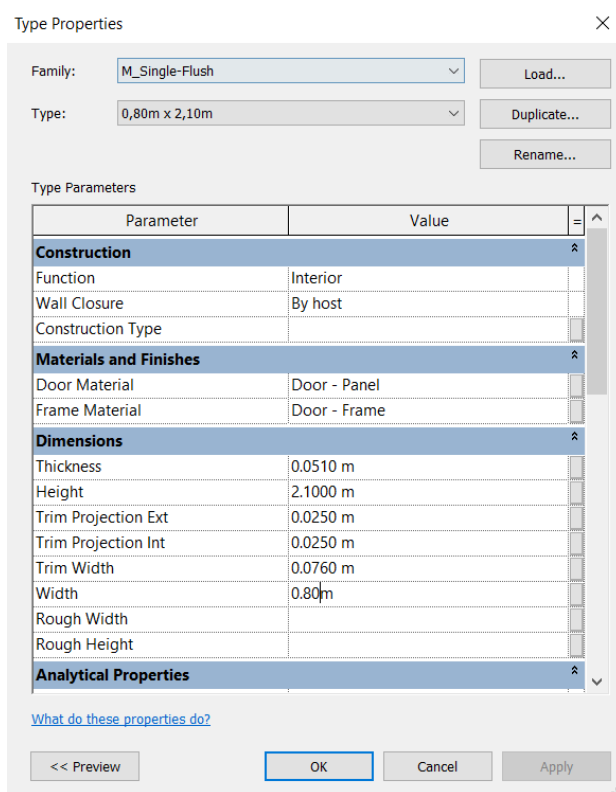 Type Properties
Family: M_Single-Flush Load...
Type: 0,80m x 2,10m Duplicate...
Rename...
Type Parameters
Parameter Value =
Construction
Function Interior
Wall Closure By host
Construction Type
Materials and Finishes
Door Material Door - Panel
Frame Material Door - Frame
Dimensions
Thickness 0.0510 m
Height 2.1000 m
Trim Projection Ext 0.0250 m
Trim Projection Int 0.0250 m
Trim Width 0.0760 m
Width 0.80m
Rough Width
Rough Height
Analytical Properties
What do these properties do?
<< Preview OK Cancel Apply